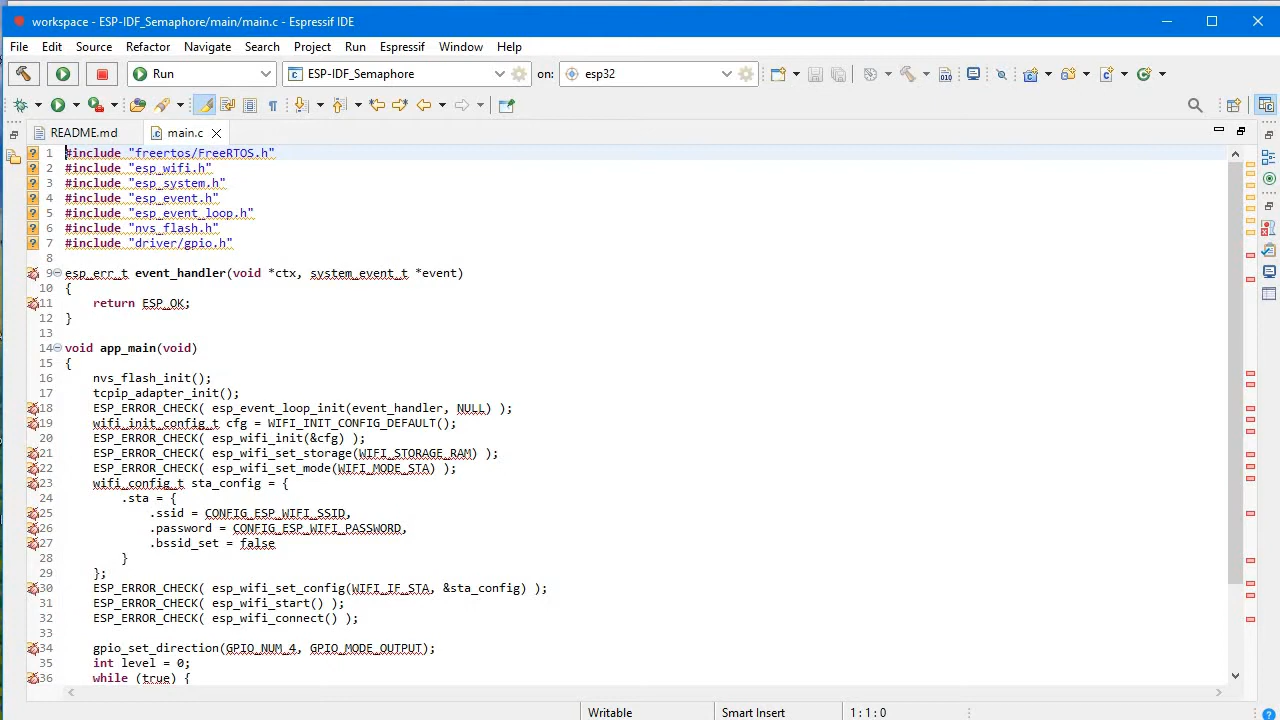 workspace - ESP-IDF_Semaphore/main/main.c - Espressif IDE
File Edit Source Refactor Navigate Search Project Run Espressif Window Help
Run ESP-IDF_Semaphore on: esp32
README.md main.c
1 #include "freertos/FreeRTOS.h"
2 #include "esp_wifi.h"
3 #include "esp_system.h"
4 #include "esp_event.h"
5 #include "esp_event_loop.h"
6 #include "nvs_flash.h"
7 #include "driver/gpio.h"
8
9 esp_err_t event_handler(void *ctx, system_event_t *event)
10 {
11     return ESP_OK;
12 }
13
14 void app_main(void)
15 {
16     nvs_flash_init();
17     tcpip_adapter_init();
18     ESP_ERROR_CHECK( esp_event_loop_init(event_handler, NULL) );
19     wifi_init_config_t cfg = WIFI_INIT_CONFIG_DEFAULT();
20     ESP_ERROR_CHECK( esp_wifi_init(&cfg) );
21     ESP_ERROR_CHECK( esp_wifi_set_storage(WIFI_STORAGE_RAM) );
22     ESP_ERROR_CHECK( esp_wifi_set_mode(WIFI_MODE_STA) );
23     wifi_config_t sta_config = {
24         .sta = {
25             .ssid = CONFIG_ESP_WIFI_SSID,
26             .password = CONFIG_ESP_WIFI_PASSWORD,
27             .bssid_set = false
28         }
29     };
30     ESP_ERROR_CHECK( esp_wifi_set_config(WIFI_IF_STA, &sta_config) );
31     ESP_ERROR_CHECK( esp_wifi_start() );
32     ESP_ERROR_CHECK( esp_wifi_connect() );
33
34     gpio_set_direction(GPIO_NUM_4, GPIO_MODE_OUTPUT);
35     int level = 0;
36     while (true) {
Writable Smart Insert 1 : 1 : 0